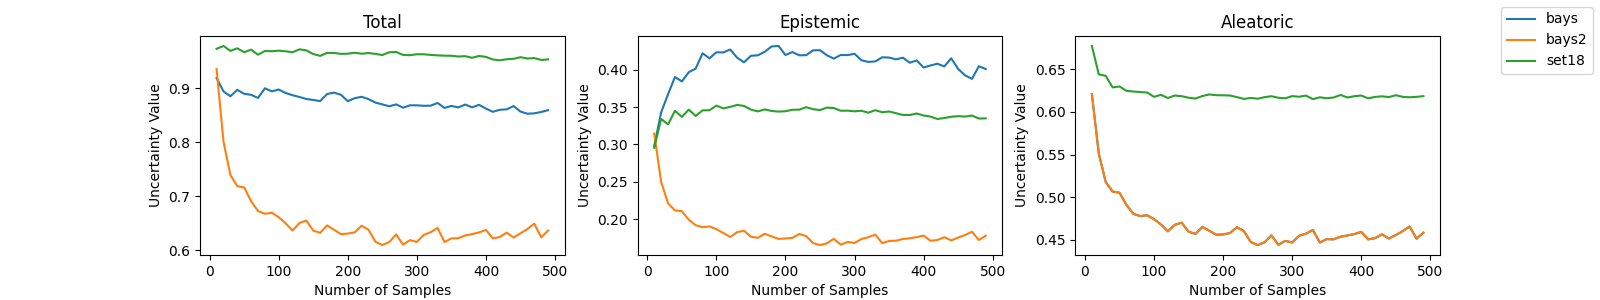 Total
Uncertainty Value
0.9
0.8
0.7
0.6
0 100 200 300 400 500
Number of Samples
Epistemic
Uncertainty Value
0.40
0.35
0.30
0.25
0.20
0 100 200 300 400 500
Number of Samples
Aleatoric
Uncertainty Value
0.65
0.60
0.55
0.50
0.45
0 100 200 300 400 500
Number of Samples
bays
bays2
set18